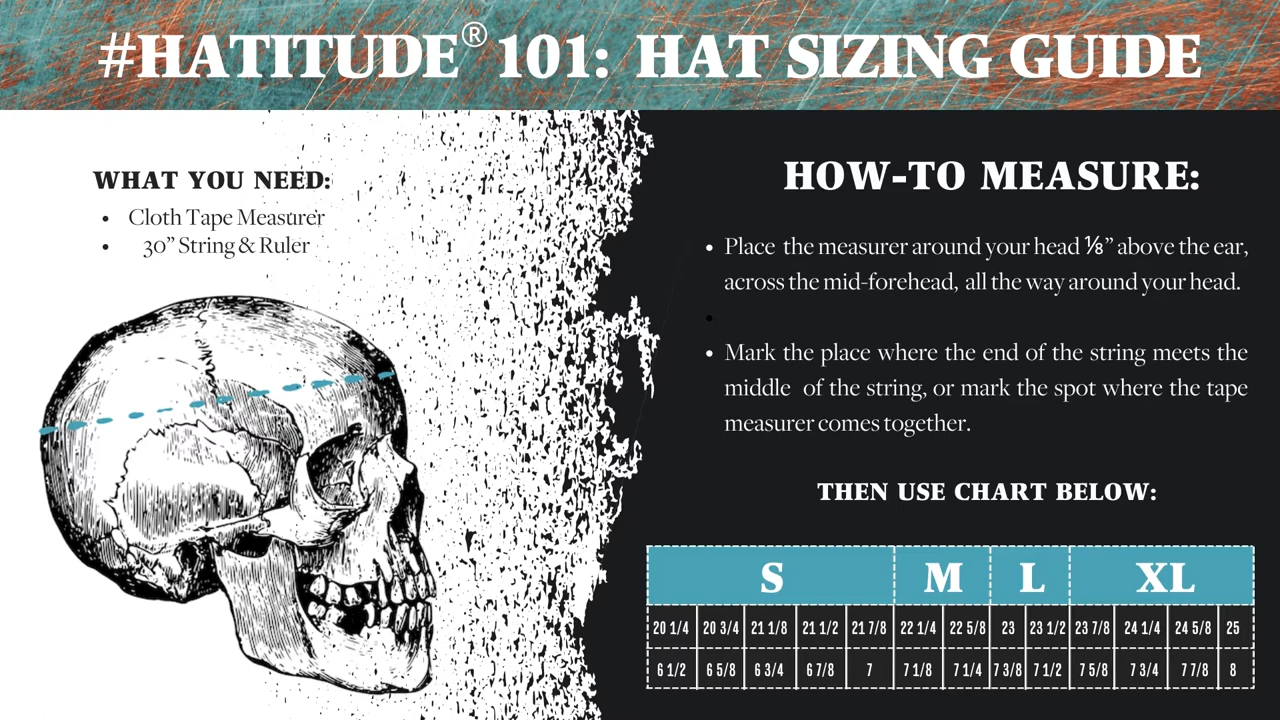 #HATITUDE® 101: HAT SIZING GUIDE
WHAT YOU NEED:
• Cloth Tape Measurer
• 30” String & Ruler
HOW-TO MEASURE:
• Place the measurer around your head ⅛” above the ear,
across the mid-forehead, all the way around your head.
• Mark the place where the end of the string meets the
middle of the string, or mark the spot where the tape
measurer comes together.
THEN USE CHART BELOW:
S M L XL
20 1/4 20 3/4 21 1/8 21 1/2 21 7/8 22 1/4 22 5/8 23 23 1/2 23 7/8 24 1/4 24 5/8 25
6 1/2 6 5/8 6 3/4 6 7/8 7 7 1/8 7 1/4 7 3/8 7 1/2 7 5/8 7 3/4 7 7/8 8